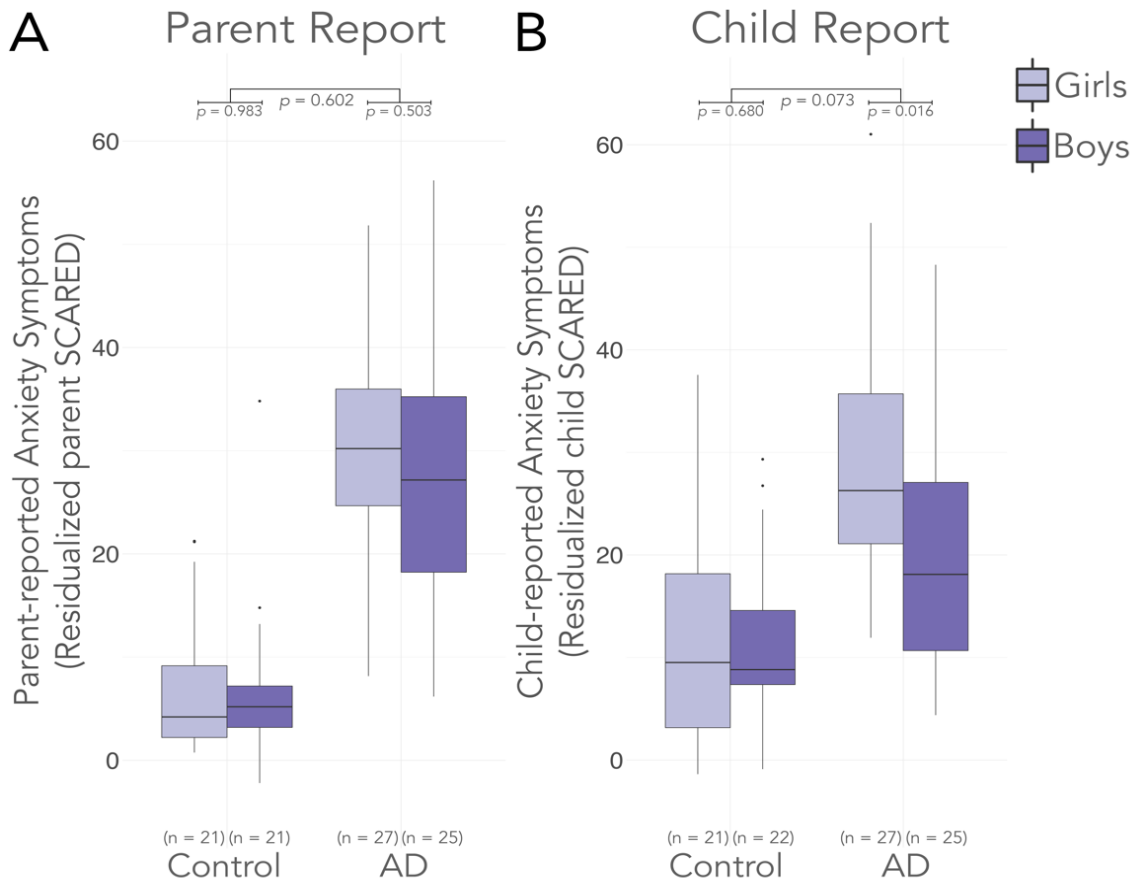 A
Parent Report
p = 0.983
p = 0.602
p = 0.503
Parent-reported Anxiety Symptoms
(Residualized parent SCARED)
60
40
20
0
(n = 21) (n = 21) (n = 27) (n = 25)
Control AD
B
Child Report
p = 0.680
p = 0.073
p = 0.016
Child-reported Anxiety Symptoms
(Residualized child SCARED)
60
40
20
0
(n = 21) (n = 22) (n = 27) (n = 25)
Control AD
Girls
Boys